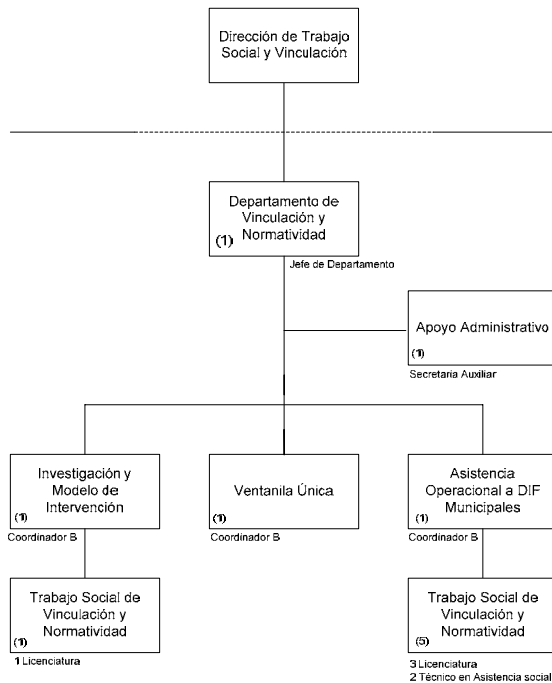 Dirección de Trabajo
Social y Vinculación
Departamento de
Vinculación y
Normatividad
(1)
Jefe de Departamento
Apoyo Administrativo
(1)
Secretaria Auxiliar
Investigación y
Modelo de
Intervención
(1)
Coordinador B
Ventanila Única
(1)
Coordinador B
Asistencia
Operacional a DIF
Municipales
(1)
Coordinador B
Trabajo Social de
Vinculación y
Normatividad
(1)
1 Licenciatura
Trabajo Social de
Vinculación y
Normatividad
(5)
3 Licenciatura
2 Técnico en Asistencia social